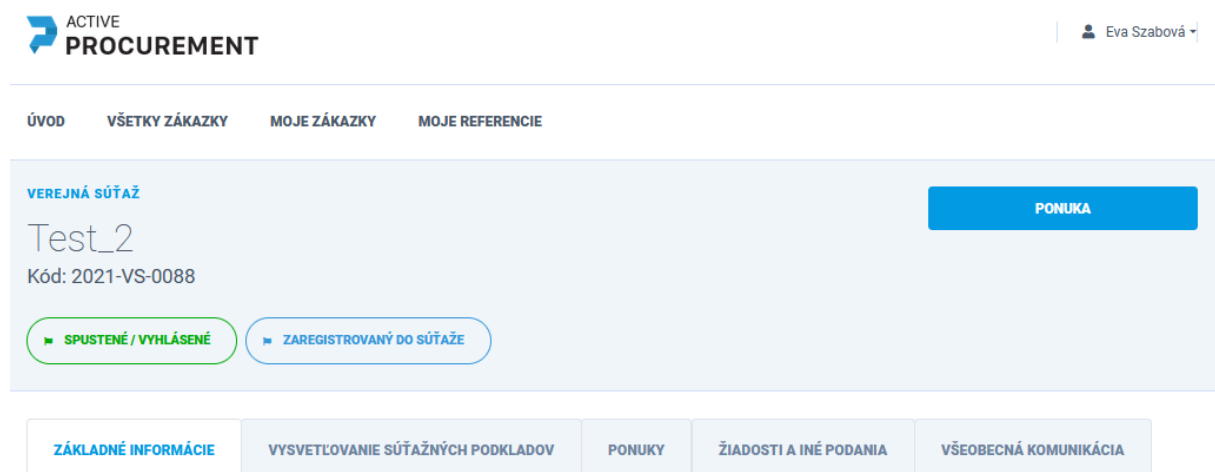 ACTIVE
PROCUREMENT
Eva Szabová
ÚVOD VŠETKY ZÁKAZKY MOJE ZÁKAZKY MOJE REFERENCIE
VEREJNÁ SÚŤAŽ
PONUKA
Test_2
Kód: 2021-VS-0088
SPUSTENÉ / VYHLÁSENÉ ZAREGISTROVANÝ DO SÚŤAŽE
ZÁKLADNÉ INFORMÁCIE VYSVETĽOVANIE SÚŤAŽNÝCH PODKLADOV PONUKY ŽIADOSTI A INÉ PODANIA VŠEOBECNÁ KOMUNIKÁCIA